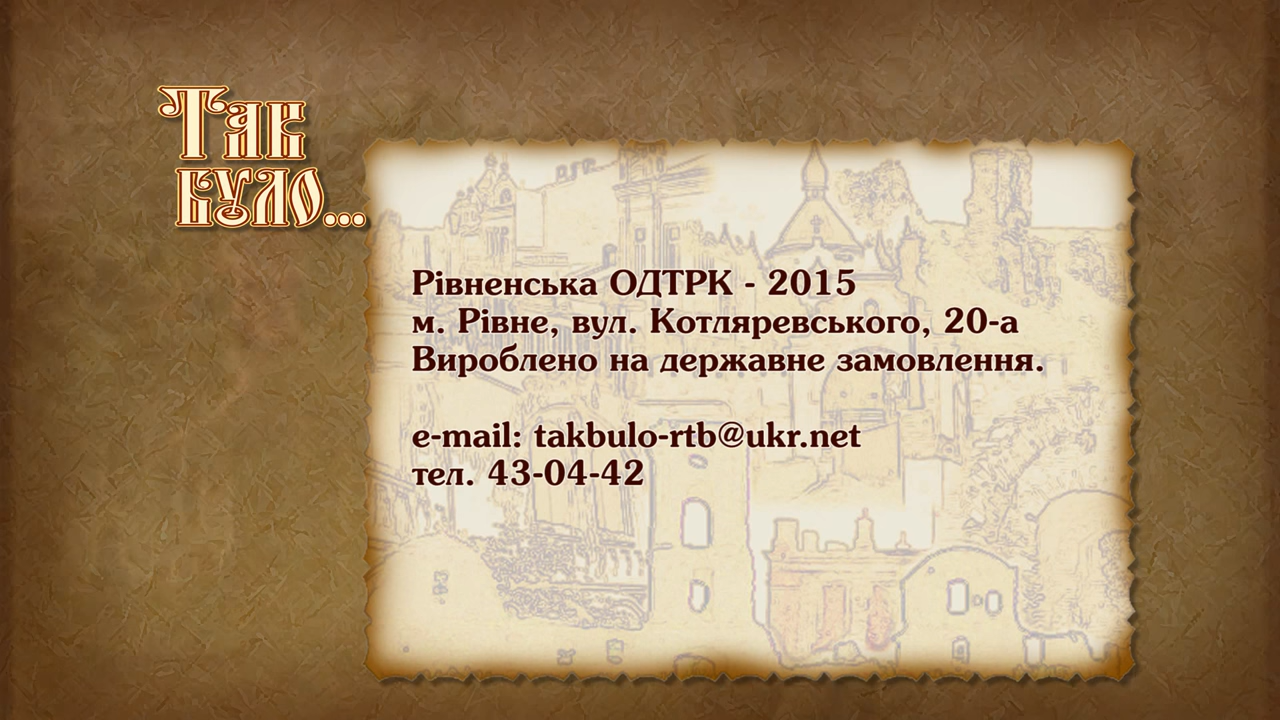 Так
було...
Рівненська ОДТРК - 2015
м. Рівне, вул. Котляревського, 20-а
Вироблено на державне замовлення.
e-mail: takbulo-rtb@ukr.net
тел. 43-04-42